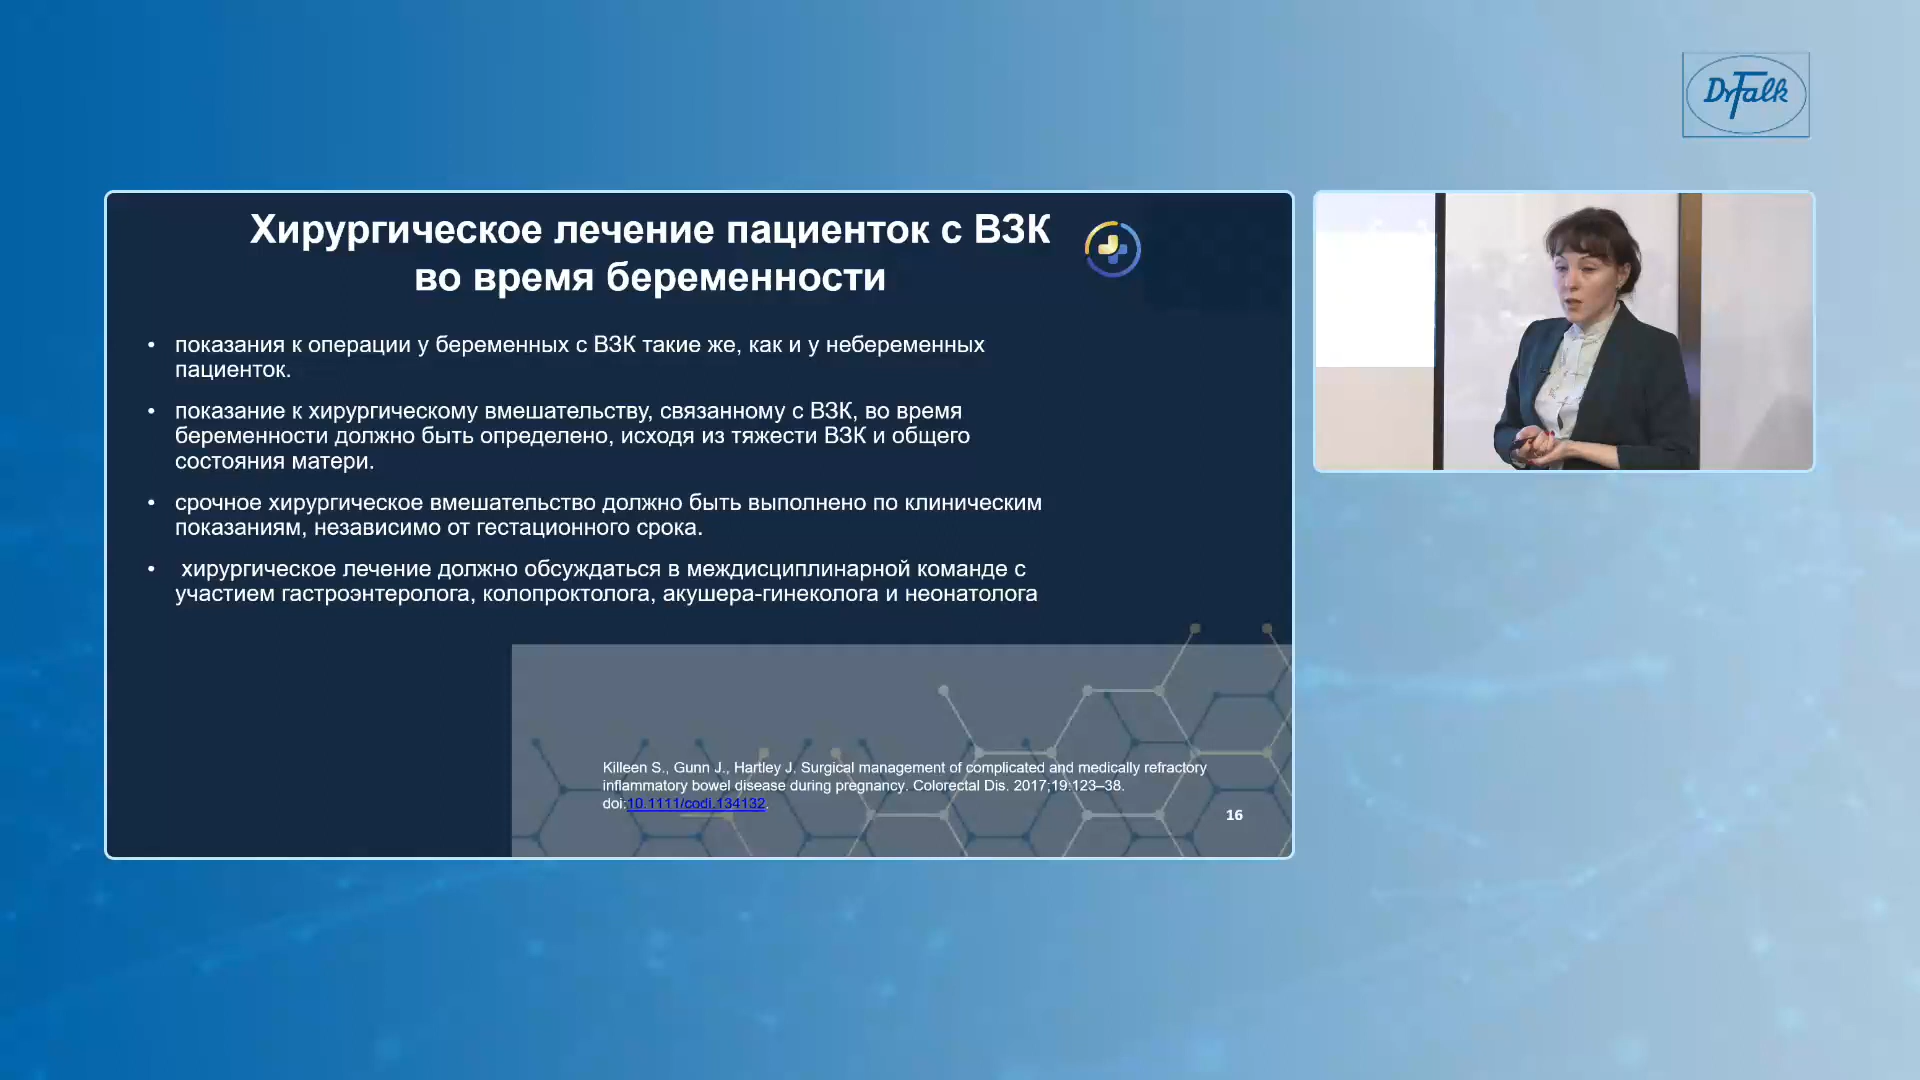 Dr Falk
Хирургическое лечение пациенток с ВЗК
во время беременности
• показания к операции у беременных с ВЗК такие же, как и у небеременных
пациенток.
• показание к хирургическому вмешательству, связанному с ВЗК, во время
беременности должно быть определено, исходя из тяжести ВЗК и общего
состояния матери.
• срочное хирургическое вмешательство должно быть выполнено по клиническим
показаниям, независимо от гестационного срока.
• хирургическое лечение должно обсуждаться в междисциплинарной команде с
участием гастроэнтеролога, колопроктолога, акушера-гинеколога и неонатолога
Killeen S., Gunn J., Hartley J. Surgical management of complicated and medically refractory
inflammatory bowel disease during pregnancy. Colorectal Dis. 2017;19:123–38.
doi:10.1111/codi.134132.
16